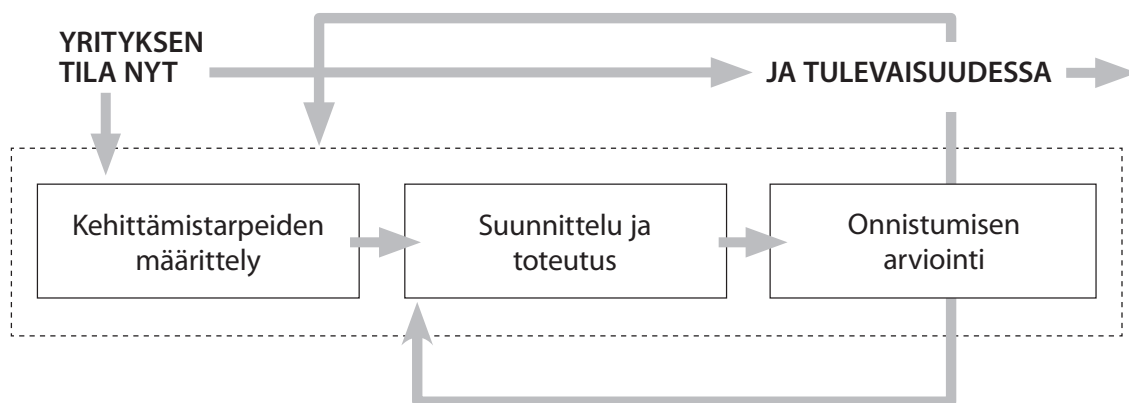 YRITYKSEN
TILA NYT
JA TULEVAISUUDESSA
Kehittämistarpeiden
määrittely
Suunnittelu ja
toteutus
Onnistumisen
arviointi